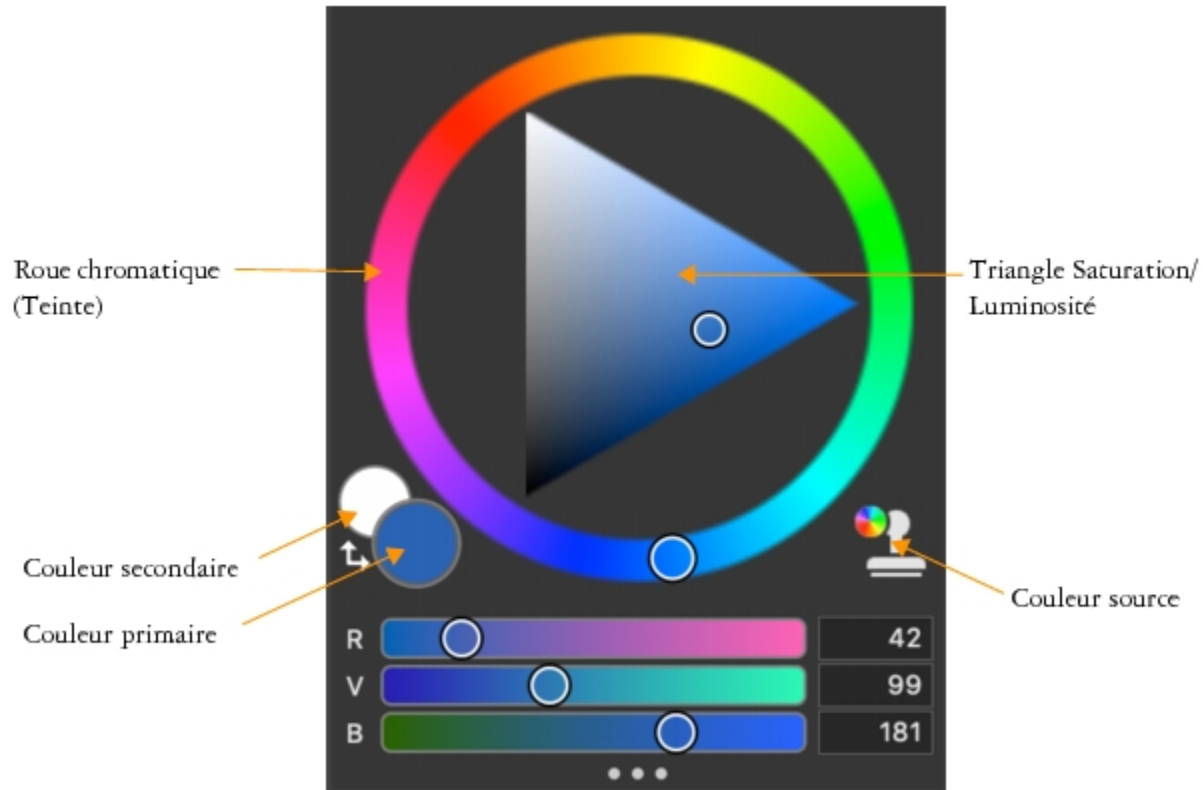 Roue chromatique
(Teinte)
Triangle Saturation/
Luminosité
Couleur secondaire
Couleur primaire
Couleur source
R 42
V 99
B 181